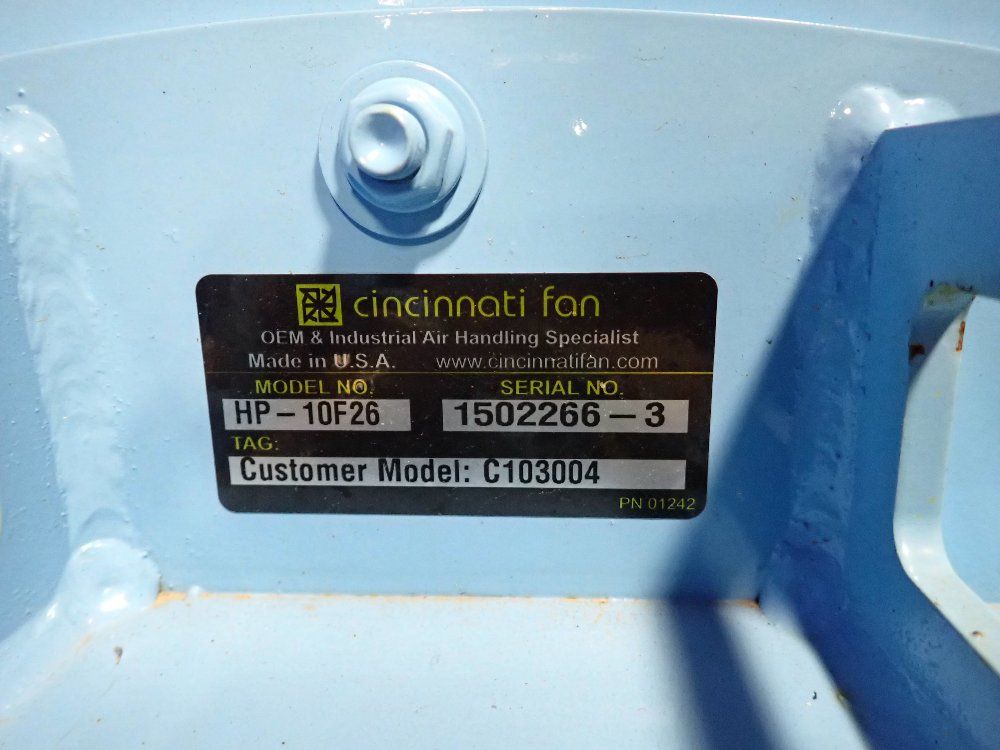 cincinnati fan
OEM & Industrial Air Handling Specialist
Made in U.S.A. www.cincinnatifan.com
MODEL NO. SERIAL NO.
HP-10F26 1502266-3
TAG:
Customer Model: C103004
PN 01242